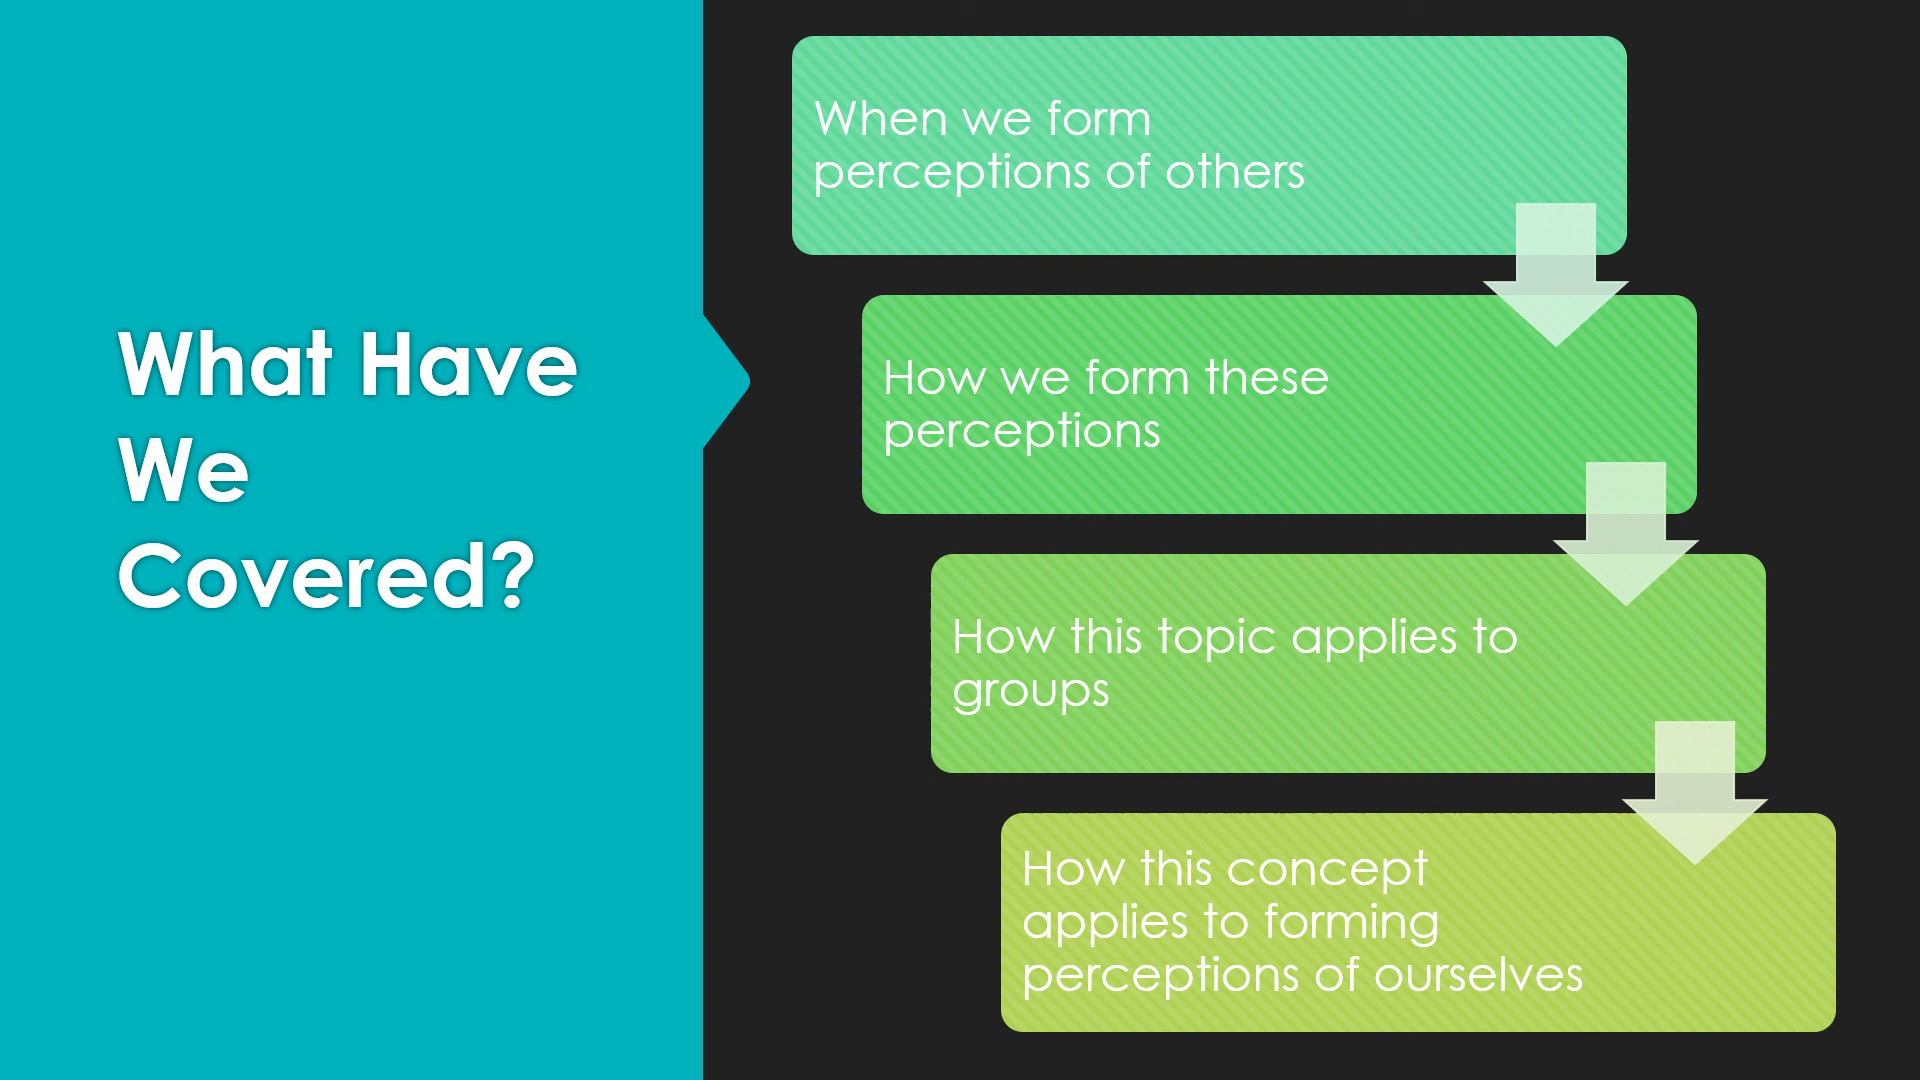 What Have
We
Covered?
When we form
perceptions of others
How we form these
perceptions
How this topic applies to
groups
How this concept
applies to forming
perceptions of ourselves